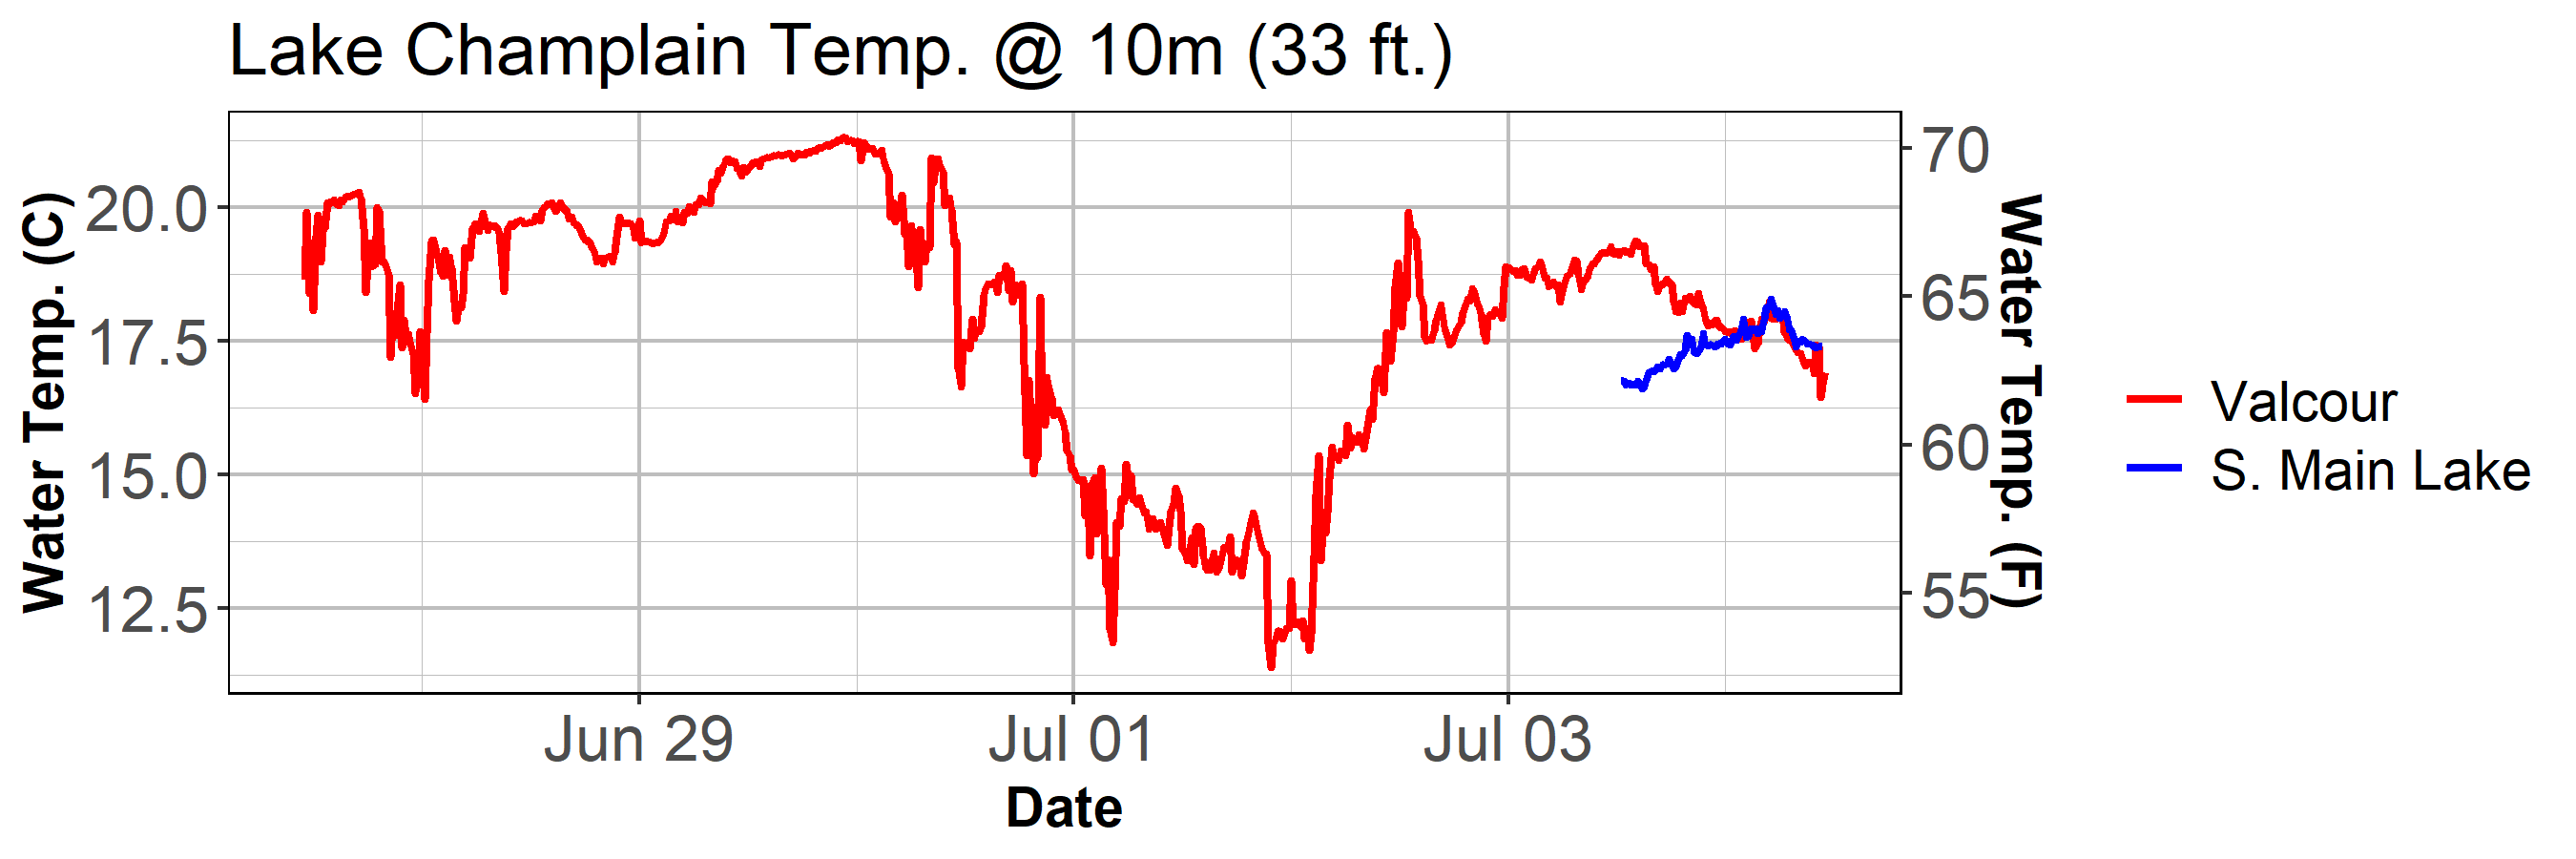 Lake Champlain Temp. @ 10m (33 ft.)
Water Temp. (C)
20.0
17.5
15.0
12.5
70
65
60
55
Water Temp. (F)
Jun 29
Jul 01
Jul 03
Date
Valcour
S. Main Lake